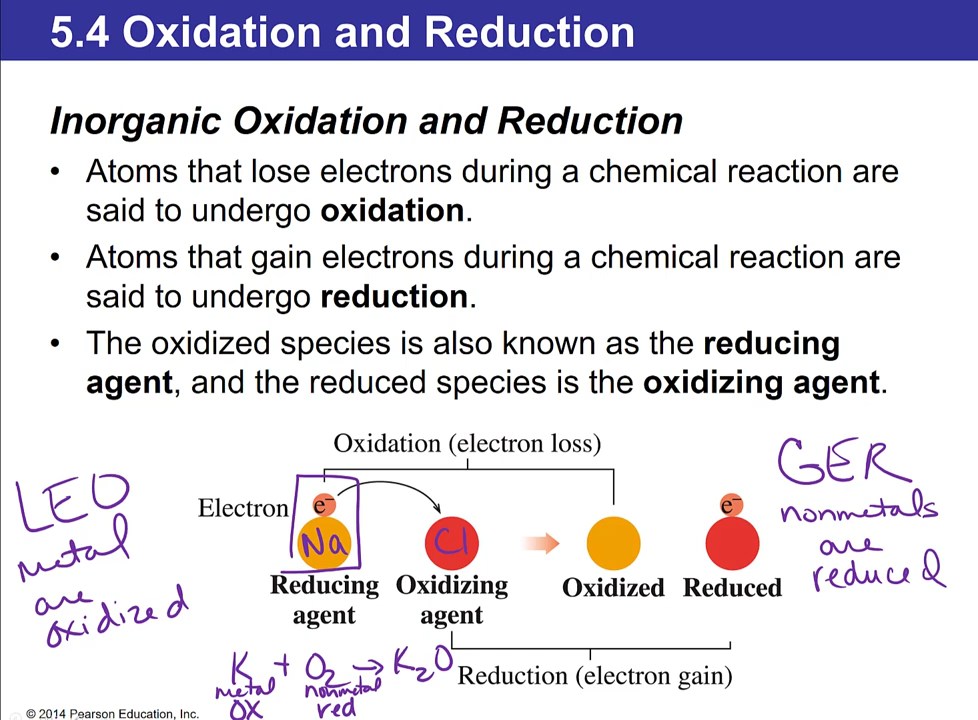 5.4 Oxidation and Reduction
Inorganic Oxidation and Reduction
• Atoms that lose electrons during a chemical reaction are
said to undergo oxidation.
• Atoms that gain electrons during a chemical reaction are
said to undergo reduction.
• The oxidized species is also known as the reducing
agent, and the reduced species is the oxidizing agent.
Oxidation (electron loss)
LEO
metal
are
oxidized
Electron
e⁻
Na
Cl
e⁻
Reducing
agent
Oxidizing
agent
Oxidized
Reduced
GER
nonmetals
are
reduced
Reduction (electron gain)
K + O₂ → K₂O
metal nonmetal
OX red
© 2014 Pearson Education, Inc.